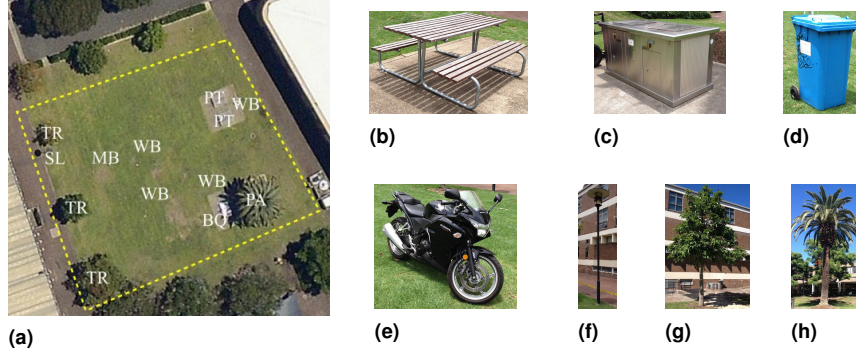 PT
WB
PT
TR
SL
MB
WB
WB
WB
PA
TR
BQ
TR
(a)
(b)
(c)
(d)
(e)
(f)
(g)
(h)